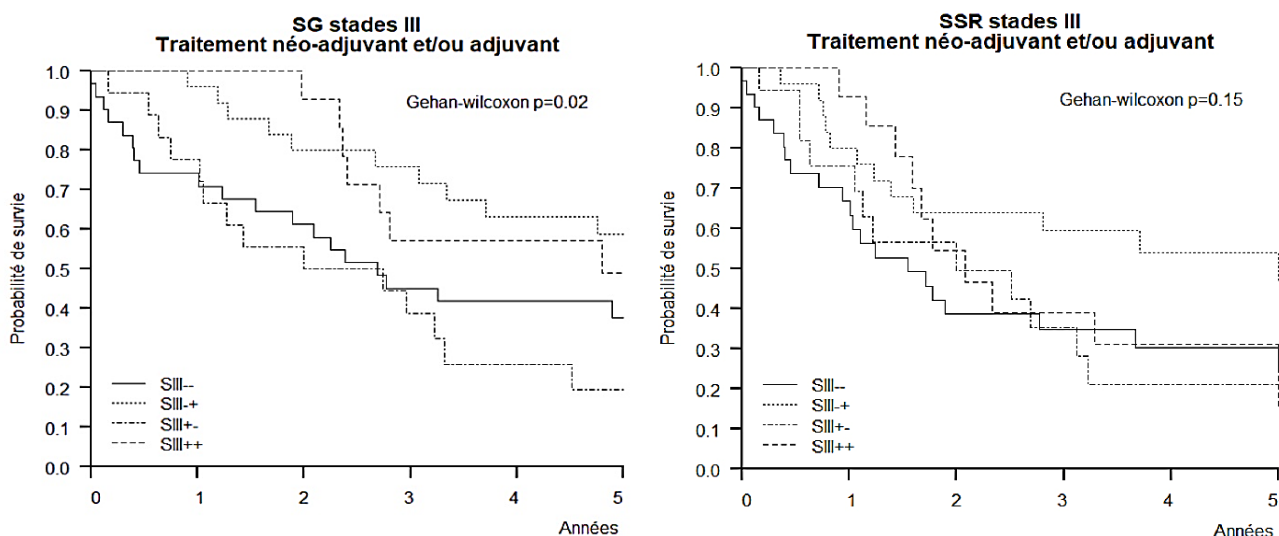 SG stades III
Traitement néo-adjuvant et/ou adjuvant
Gehan-wilcoxon p=0.02
Probabilité de survie
1.0
0.9
0.8
0.7
0.6
0.5
0.4
0.3
0.2
0.1
0.0
SIII--
SIII-+
SIII+-
SIII++
0 1 2 3 4 5
Années
SSR stades III
Traitement néo-adjuvant et/ou adjuvant
Gehan-wilcoxon p=0.15
Probabilité de survie
1.0
0.9
0.8
0.7
0.6
0.5
0.4
0.3
0.2
0.1
0.0
SIII--
SIII-+
SIII+-
SIII++
0 1 2 3 4 5
Années